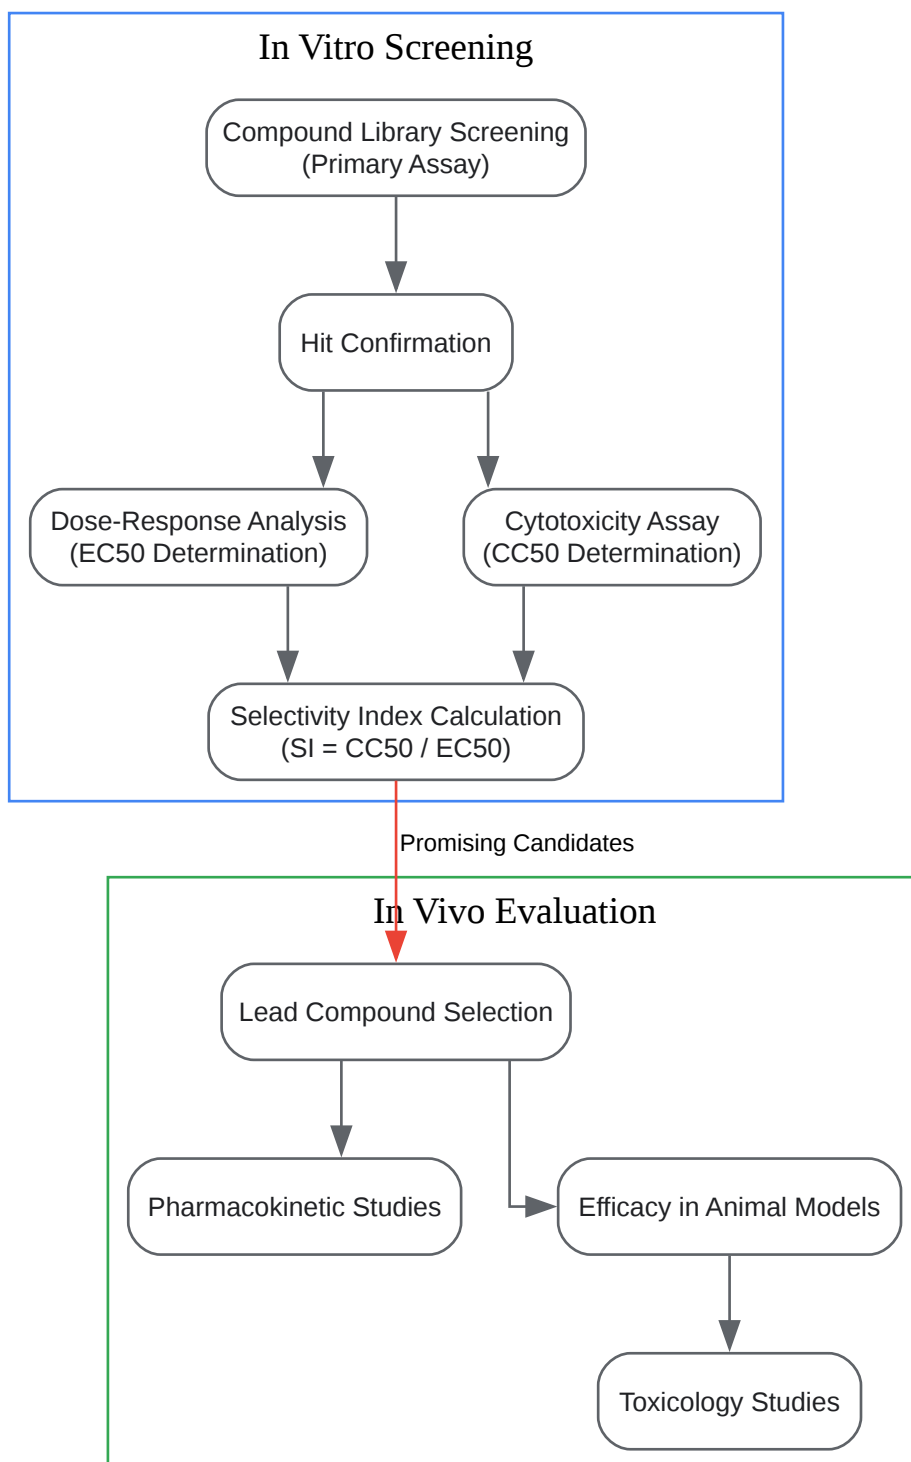 In Vitro Screening
Compound Library Screening
(Primary Assay)
Hit Confirmation
Dose-Response Analysis
(EC50 Determination)
Cytotoxicity Assay
(CC50 Determination)
Selectivity Index Calculation
(SI = CC50 / EC50)
Promising Candidates
In Vivo Evaluation
Lead Compound Selection
Pharmacokinetic Studies
Efficacy in Animal Models
Toxicology Studies